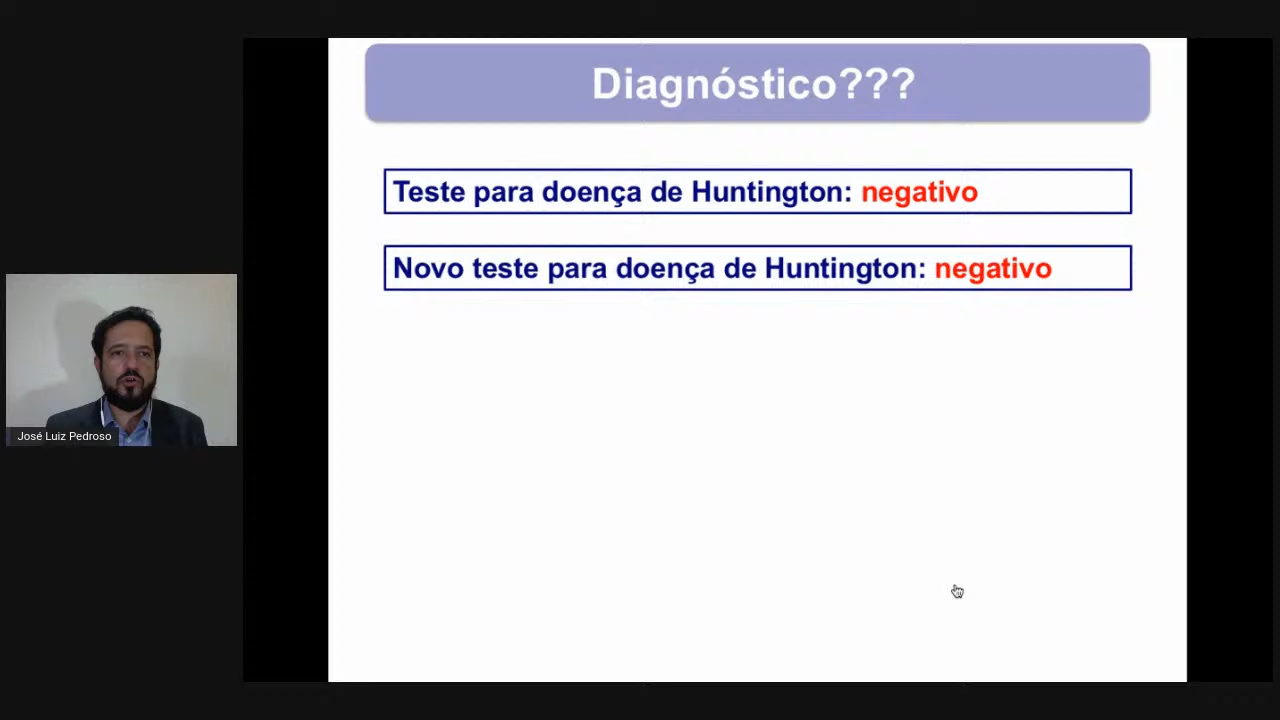 Diagnóstico???
Teste para doença de Huntington: negativo
Novo teste para doença de Huntington: negativo
José Luiz Pedroso